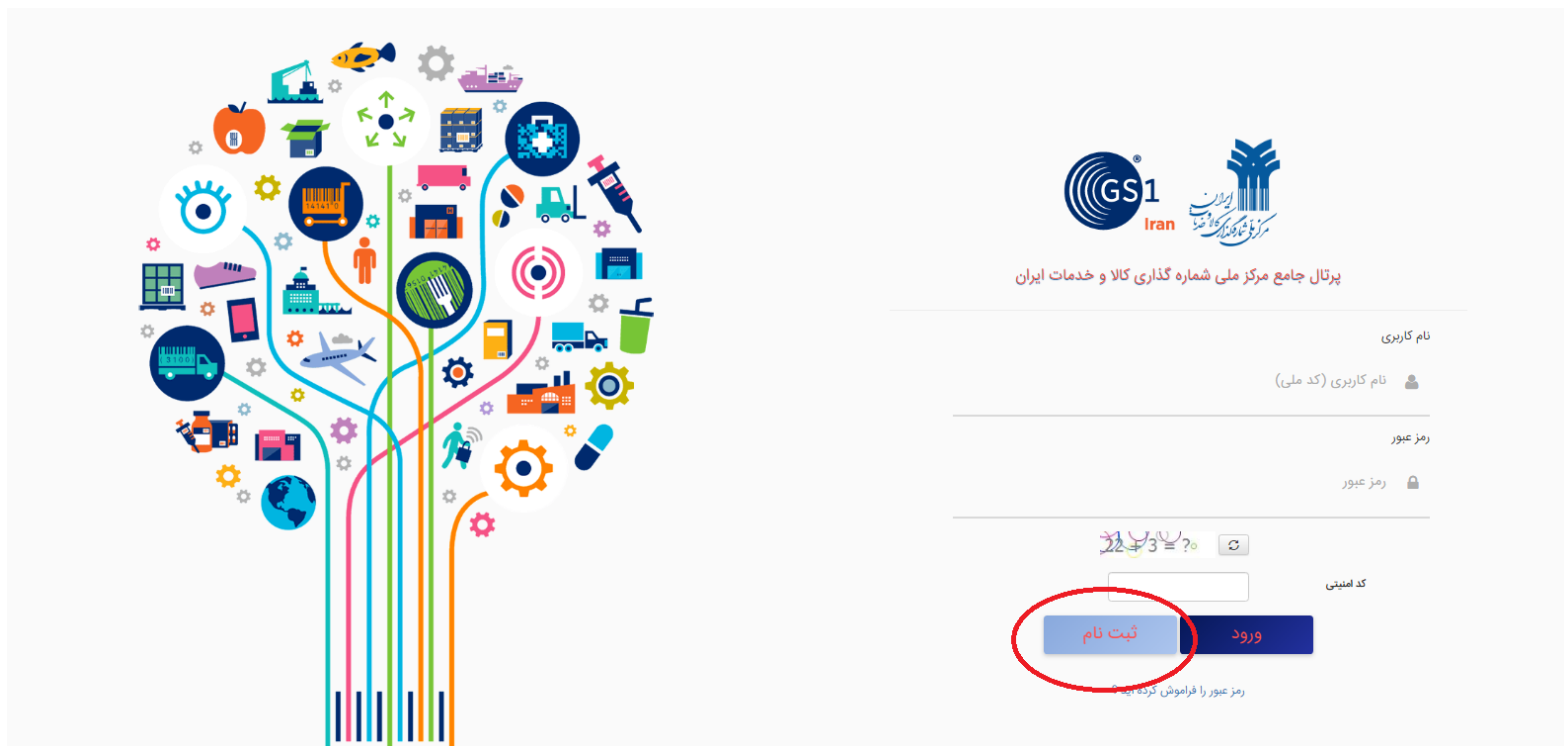 GS1
Iran
ایران
مرکز ملی شماره گذاری کالا و خدمات
پرتال جامع مرکز ملی شماره گذاری کالا و خدمات ایران
نام کاربری
نام کاربری (کد ملی)
رمز عبور
رمز عبور
22 + 3 = ?
کد امنیتی
ورود
ثبت نام
رمز عبور را فراموش کرده اید ؟